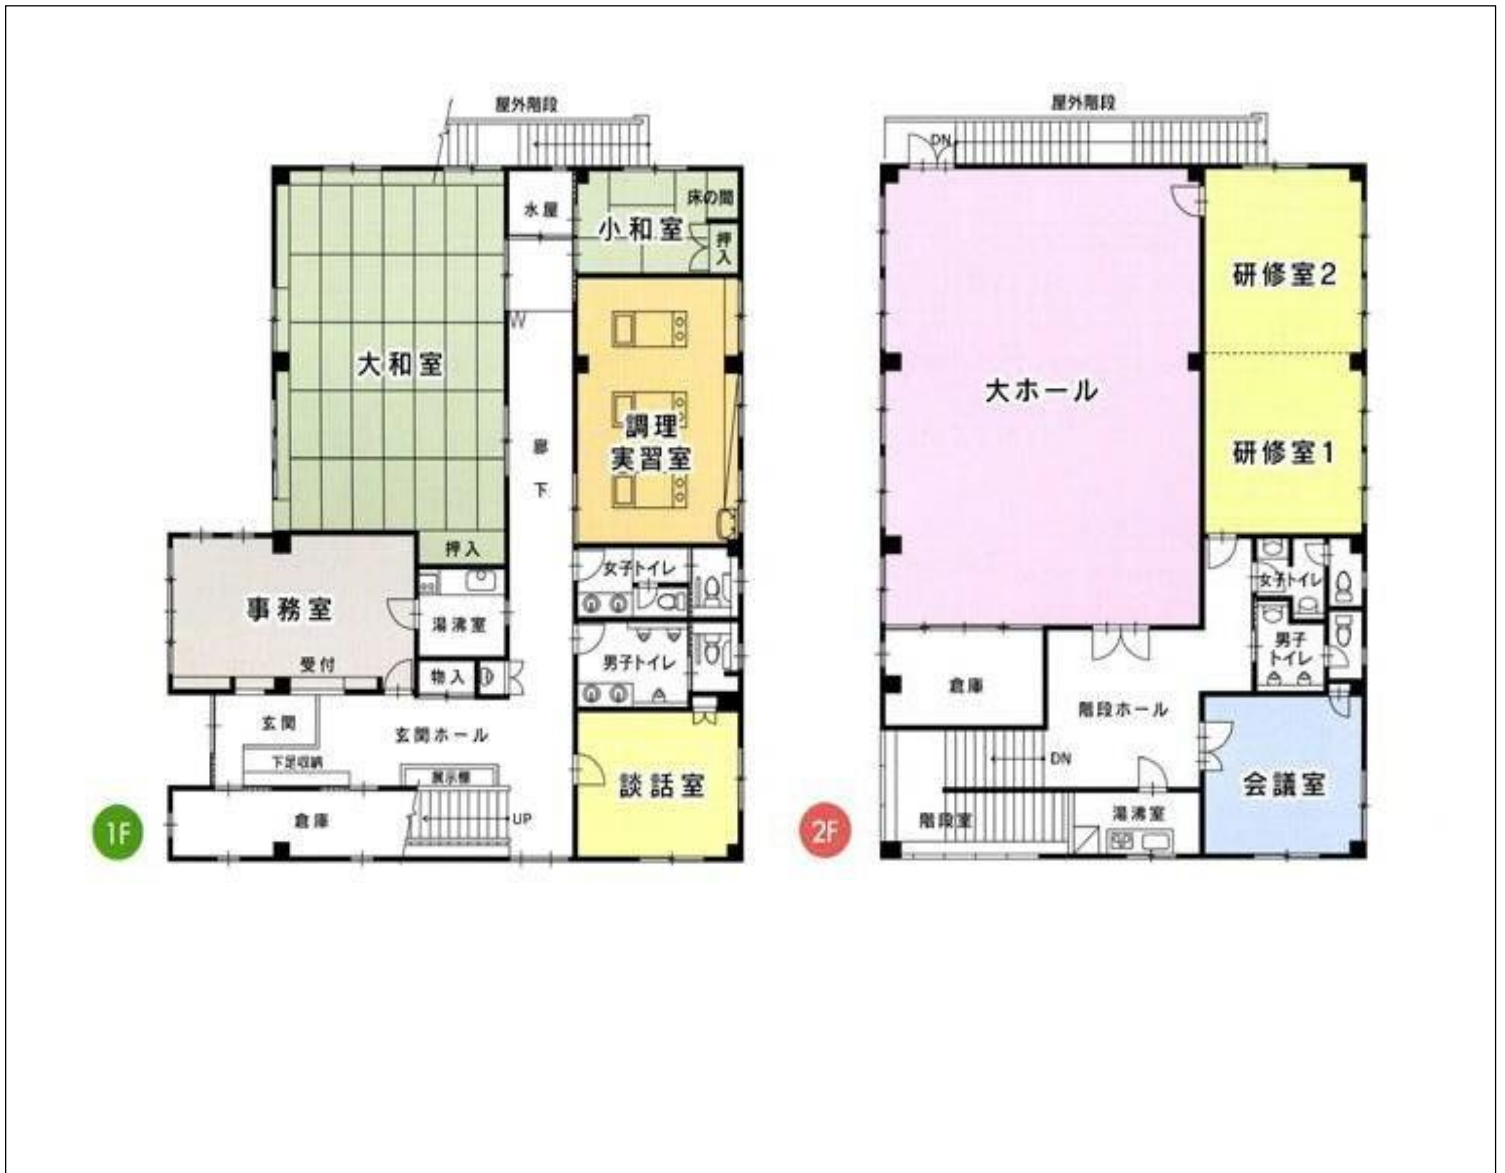 屋外階段
水屋
床の間
小和室
押入
大和室
調理
実習室
廊下
押入
女子トイレ
事務室
湯沸室
受付
物入
男子トイレ
玄関
玄関ホール
下足収納
展示棚
談話室
倉庫
UP
1F
屋外階段
DN
研修室2
大ホール
研修室1
女子トイレ
男子
トイレ
倉庫
階段ホール
DN
会議室
湯沸室
階段室
2F